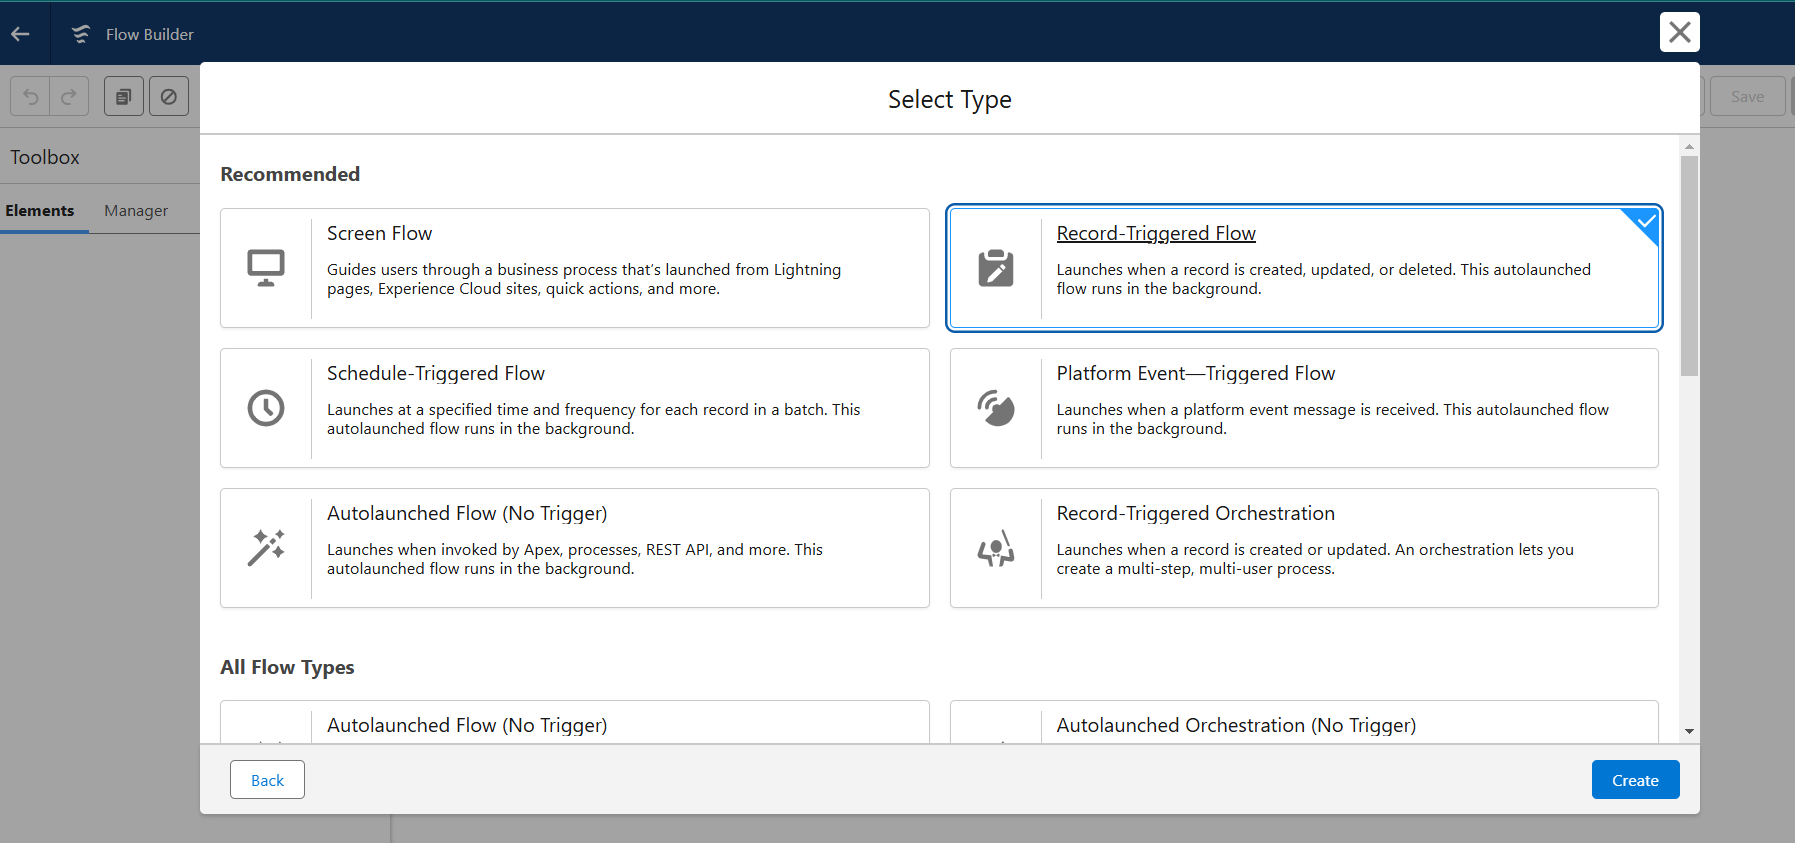 Flow Builder
Save
Toolbox
Elements
Manager
Select Type
Recommended
Screen Flow
Guides users through a business process that's launched from Lightning
pages, Experience Cloud sites, quick actions, and more.
Record-Triggered Flow
Launches when a record is created, updated, or deleted. This autolaunched
flow runs in the background.
Schedule-Triggered Flow
Launches at a specified time and frequency for each record in a batch. This
autolaunched flow runs in the background.
Platform Event—Triggered Flow
Launches when a platform event message is received. This autolaunched flow
runs in the background.
Autolaunched Flow (No Trigger)
Launches when invoked by Apex, processes, REST API, and more. This
autolaunched flow runs in the background.
Record-Triggered Orchestration
Launches when a record is created or updated. An orchestration lets you
create a multi-step, multi-user process.
All Flow Types
Autolaunched Flow (No Trigger)
Autolaunched Orchestration (No Trigger)
Back
Create